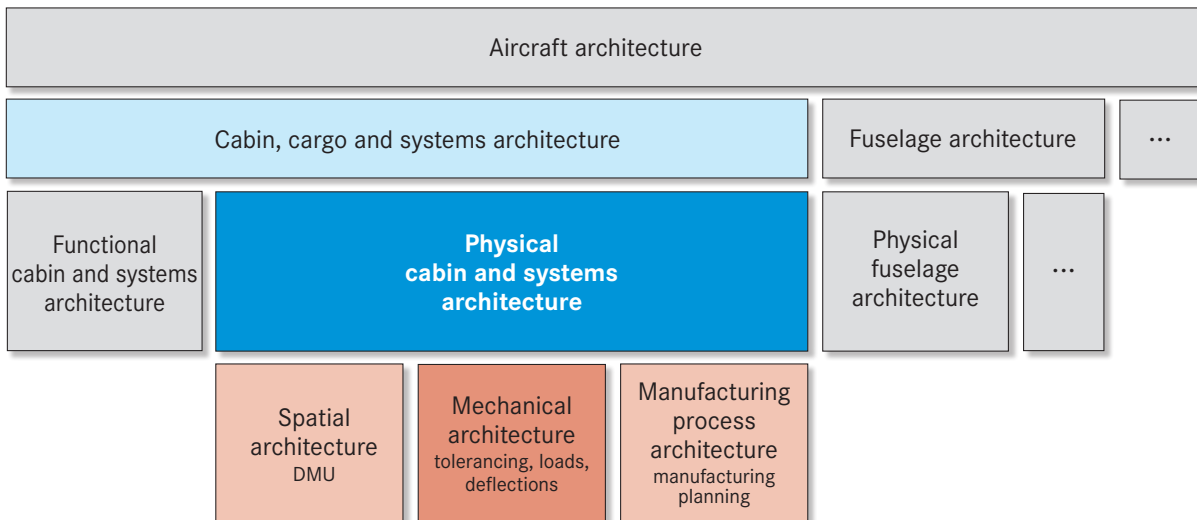 Aircraft architecture
Cabin, cargo and systems architecture
Fuselage architecture
...
Functional
cabin and systems
architecture
Physical
cabin and systems
architecture
Physical
fuselage
architecture
...
Spatial
architecture
DMU
Mechanical
architecture
tolerancing, loads,
deflections
Manufacturing
process
architecture
manufacturing
planning